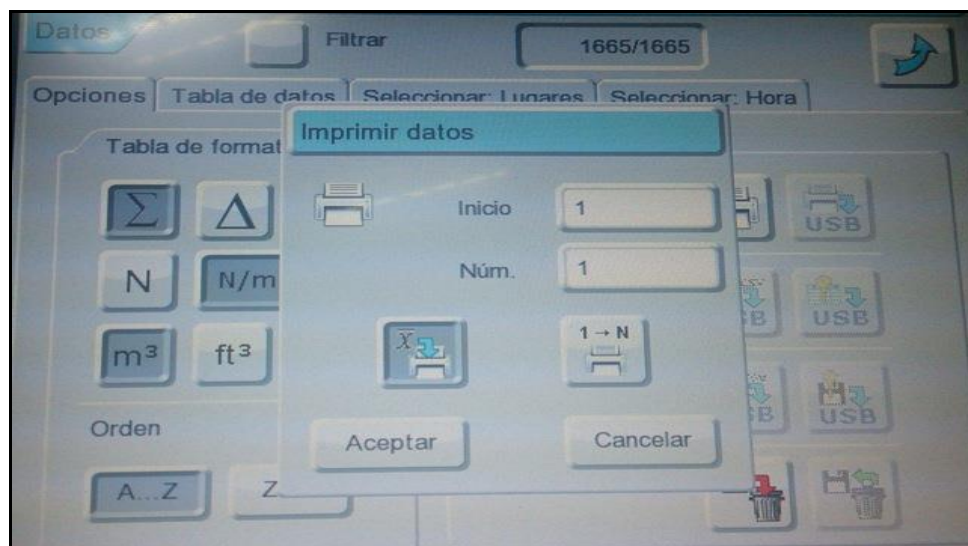 Datos
Filtrar
1665/1665
Opciones
Tabla de datos
Seleccionar: Lugares
Seleccionar: Hora
Imprimir datos
Tabla de format
Σ
Δ
Inicio
1
USB
N
N/m
Núm.
1
USB
m³
ft³
X
1 → N
USB
Orden
Aceptar
Cancelar
A...Z
Z